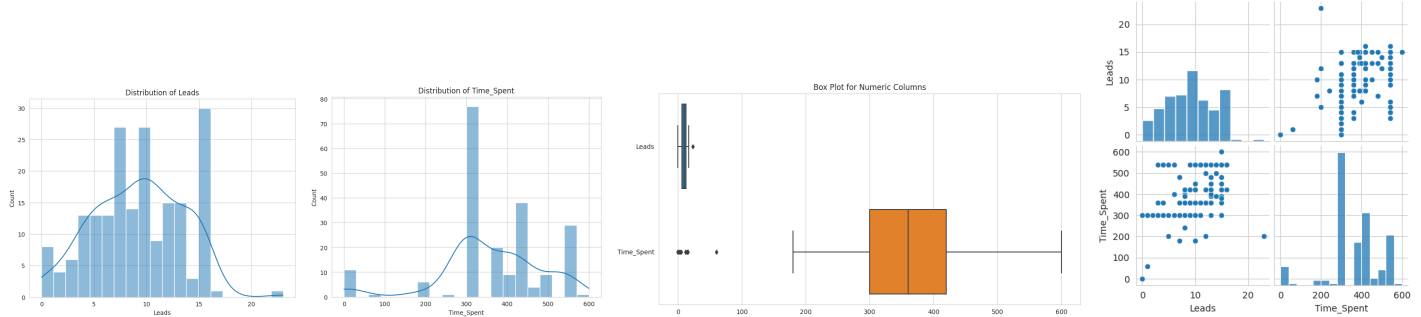 Distribution of Leads
30
25
20
15
10
5
0
Count
0 5 10 15 20
Leads
Distribution of Time_Spent
80
70
60
50
40
30
20
10
0
Count
0 100 200 300 400 500 600
Time_Spent
Box Plot for Numeric Columns
Leads
Time_Spent
0 100 200 300 400 500 600
20
15
10
5
0
Leads
600
500
400
300
200
100
0
Time_Spent
0 10 20
Leads
0 200 400 600
Time_Spent